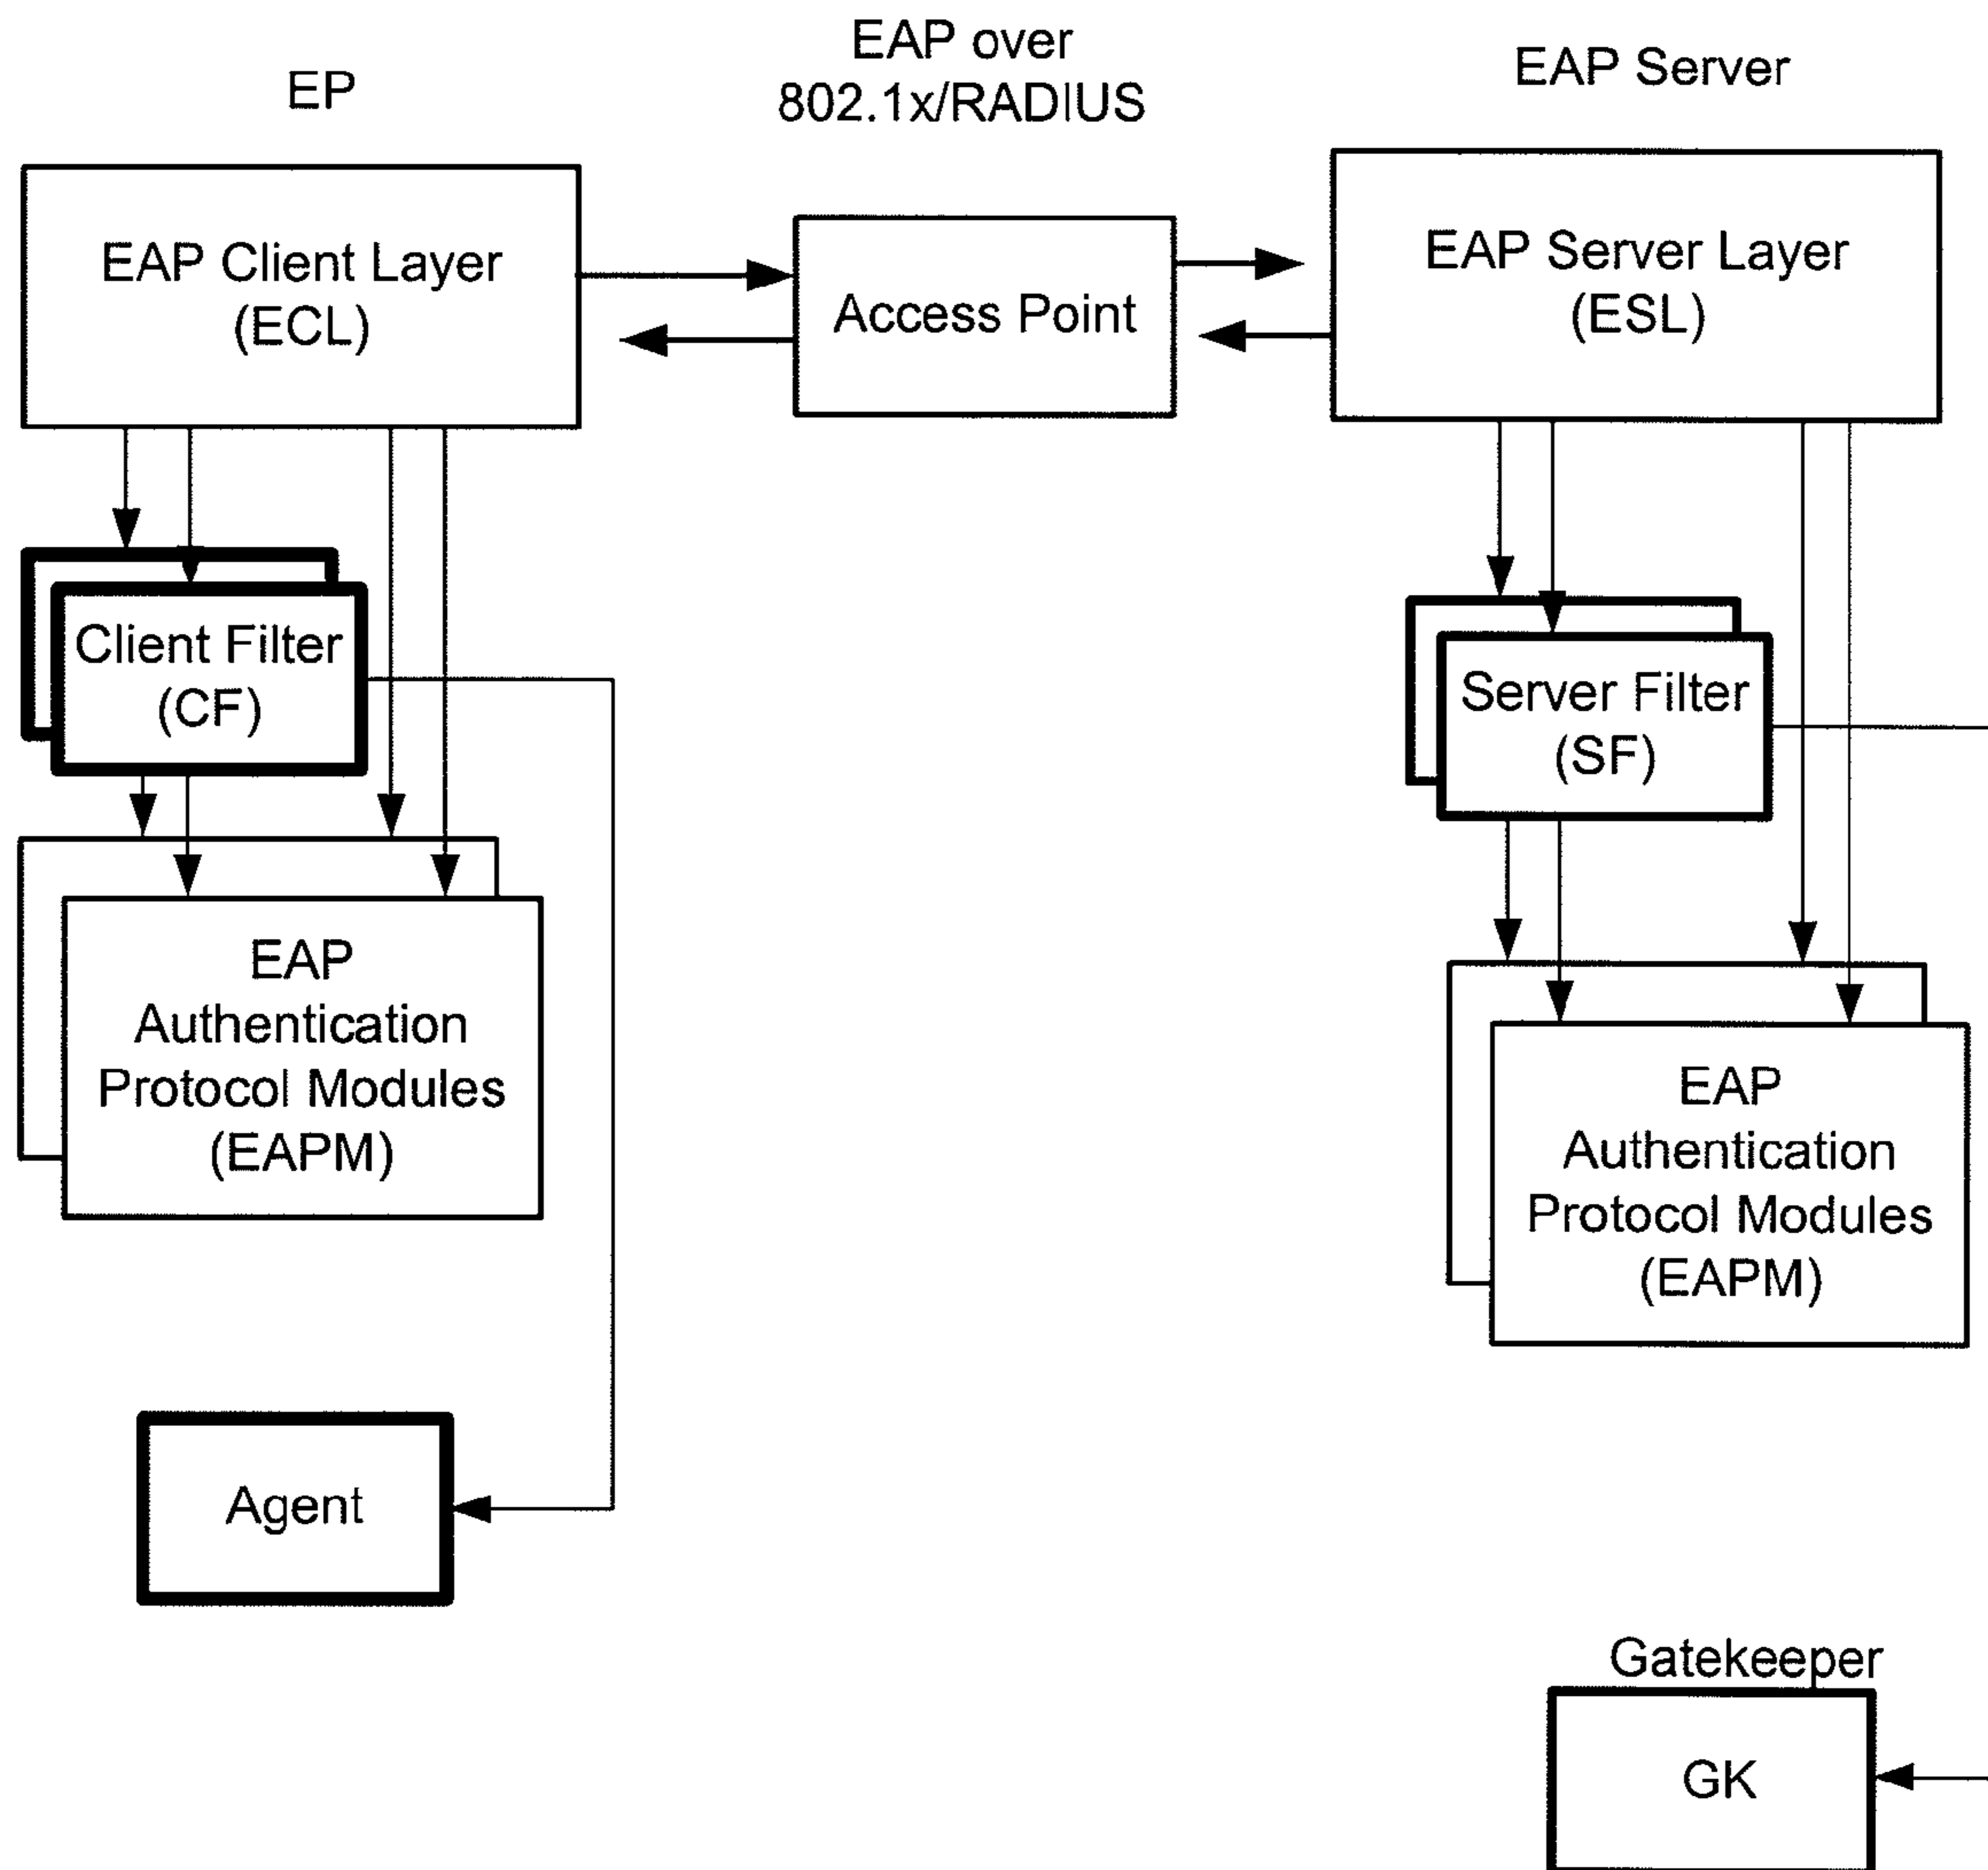 EP
EAP over
802.1x/RADIUS
EAP Server
EAP Client Layer
(ECL)
Access Point
EAP Server Layer
(ESL)
Client Filter
(CF)
Server Filter
(SF)
EAP
Authentication
Protocol Modules
(EAPM)
EAP
Authentication
Protocol Modules
(EAPM)
Agent
Gatekeeper
GK